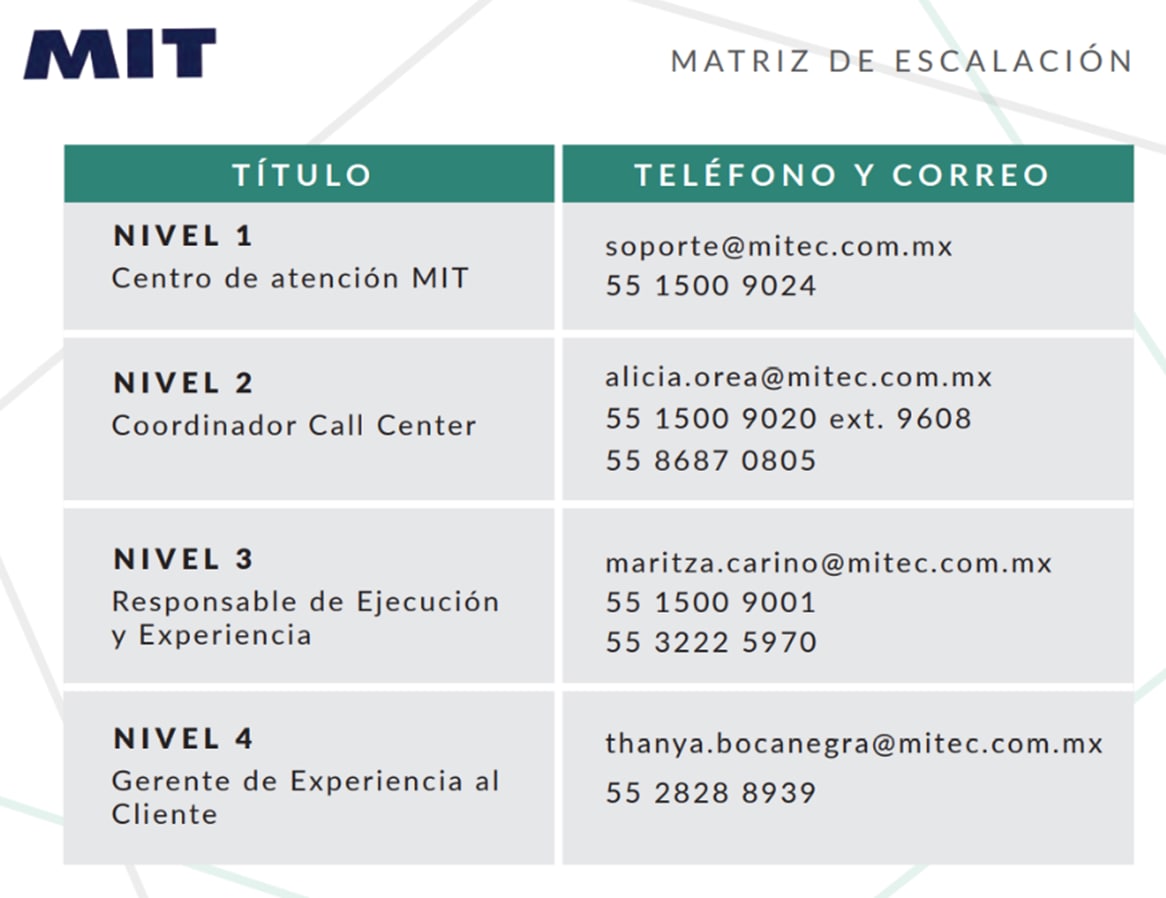 MIT
MATRIZ DE ESCALACIÓN
TÍTULO
TELÉFONO Y CORREO
NIVEL 1
Centro de atención MIT
soporte@mitec.com.mx
55 1500 9024
NIVEL 2
Coordinador Call Center
alicia.orea@mitec.com.mx
55 1500 9020 ext. 9608
55 8687 0805
NIVEL 3
Responsable de Ejecución
y Experiencia
maritza.carino@mitec.com.mx
55 1500 9001
55 3222 5970
NIVEL 4
Gerente de Experiencia al
Cliente
thanya.bocanegra@mitec.com.mx
55 2828 8939